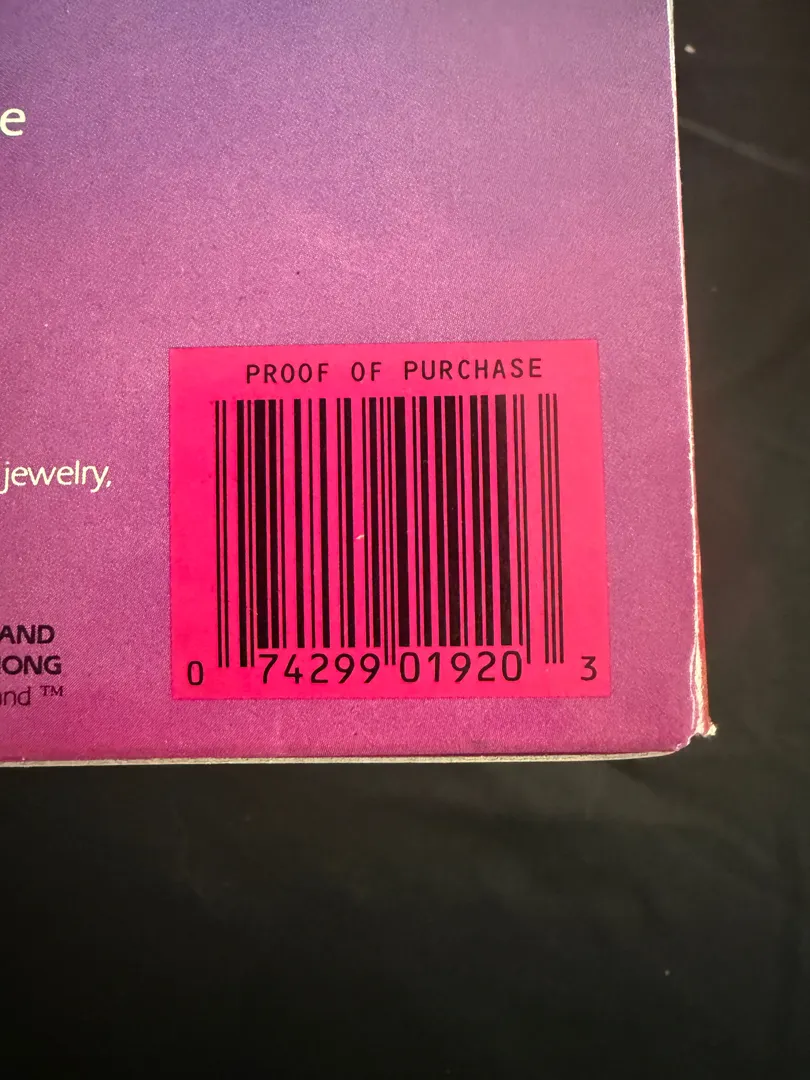 e
PROOF OF PURCHASE
jewelry,
AND
ONG
nd ™
0 74299 01920 3